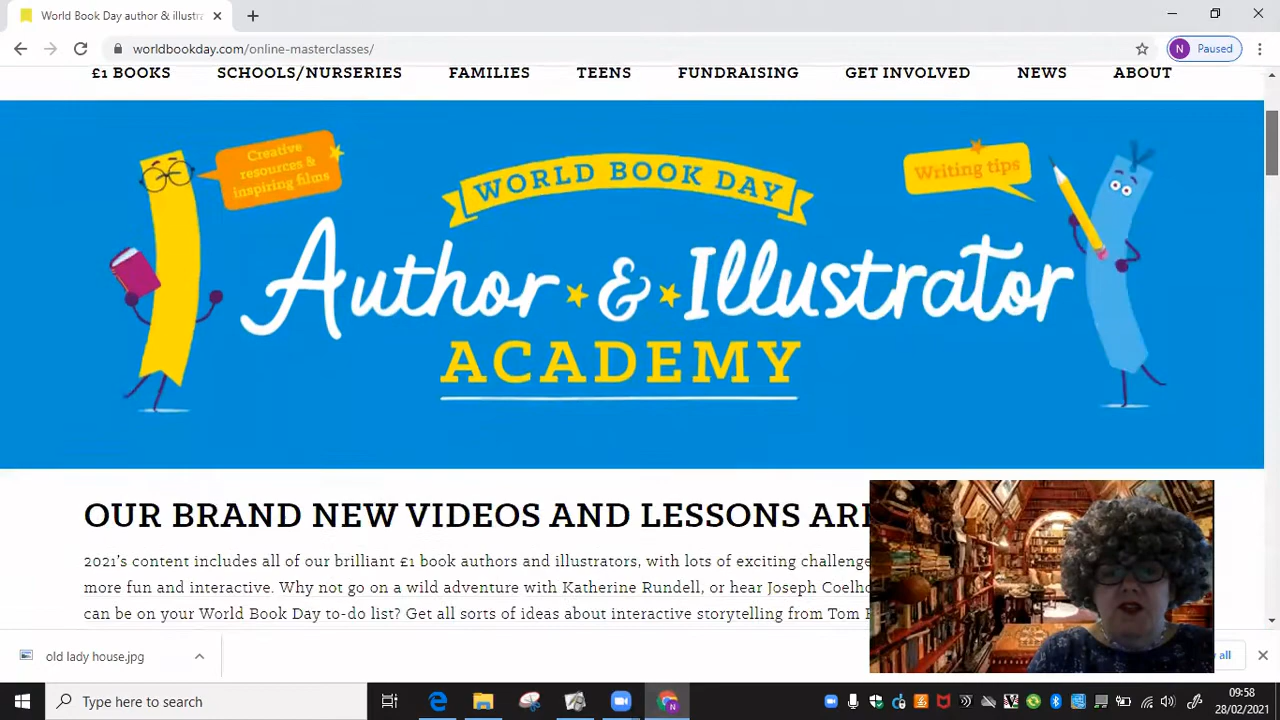 World Book Day author & illustra
worldbookday.com/online-masterclasses/
N
Paused
£1 BOOKS SCHOOLS/NURSERIES FAMILIES TEENS FUNDRAISING GET INVOLVED NEWS ABOUT
Creative
resources &
inspiring films
WORLD BOOK DAY
Writing tips
Author & Illustrator
ACADEMY
OUR BRAND NEW VIDEOS AND LESSONS
2021's content includes all of our brilliant £1 book authors and illustrators, with lots of exciting challenge
more fun and interactive. Why not go on a wild adventure with Katherine Rundell, or hear Joseph Coelh
can be on your World Book Day to-do list? Get all sorts of ideas about interactive storytelling from Tom
old lady house.jpg
all
Type here to search
09:58
28/02/2021